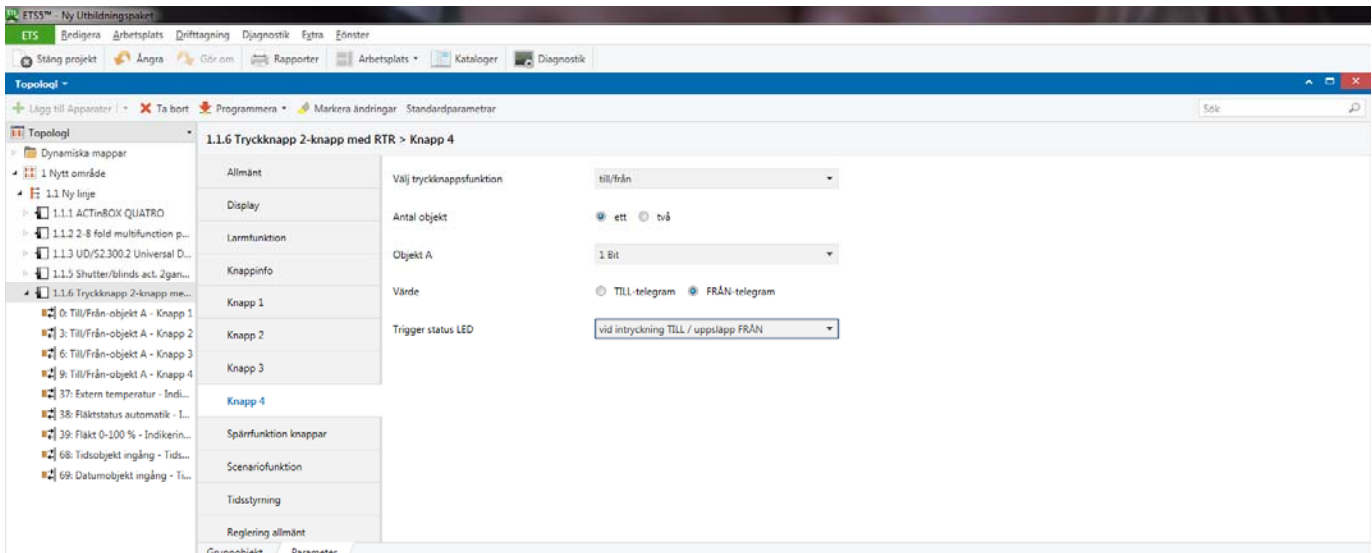 ETS5™ - Ny Utbildningspaket
ETS Redigera Arbetsplats Drifttagning Djagnostik Extra Fönster
Stäng projekt Ångra Gör om Rapporter Arbetsplats Kataloger Diagnostik
Topologi
Lägg till Apparater Ta bort Programmera Markera ändringar Standardparametrar Sök
Topologi
Dynamiska mappar
1 Nytt område
1.1 Ny linje
1.1.1 ACTinBOX QUATRO
1.1.2 2-8 fold multifunction p...
1.1.3 UD/S2.300.2 Universal D...
1.1.5 Shutter/blinds act. 2gan...
1.1.6 Tryckknapp 2-knapp me...
0: Till/Från-objekt A - Knapp 1
3: Till/Från-objekt A - Knapp 2
6: Till/Från-objekt A - Knapp 3
9: Till/Från-objekt A - Knapp 4
37: Extern temperatur - Indi...
38: Fläktstatus automatik - I...
39: Fläkt 0-100 % - Indikerin...
68: Tidsobjekt ingång - Tids...
69: Datumobjekt ingång - Ti...
1.1.6 Tryckknapp 2-knapp med RTR > Knapp 4
Allmänt
Display
Larmfunktion
Knappinfo
Knapp 1
Knapp 2
Knapp 3
Knapp 4
Spärrfunktion knappar
Scenariofunktion
Tidsstyrning
Reglering allmänt
Välj tryckknappsfunktion till/från
Antal objekt ett två
Objekt A 1 Bit
Värde TILL-telegram FRÅN-telegram
Trigger status LED vid intryckning TILL / uppsläpp FRÅN
Gruppobjekt Parameter